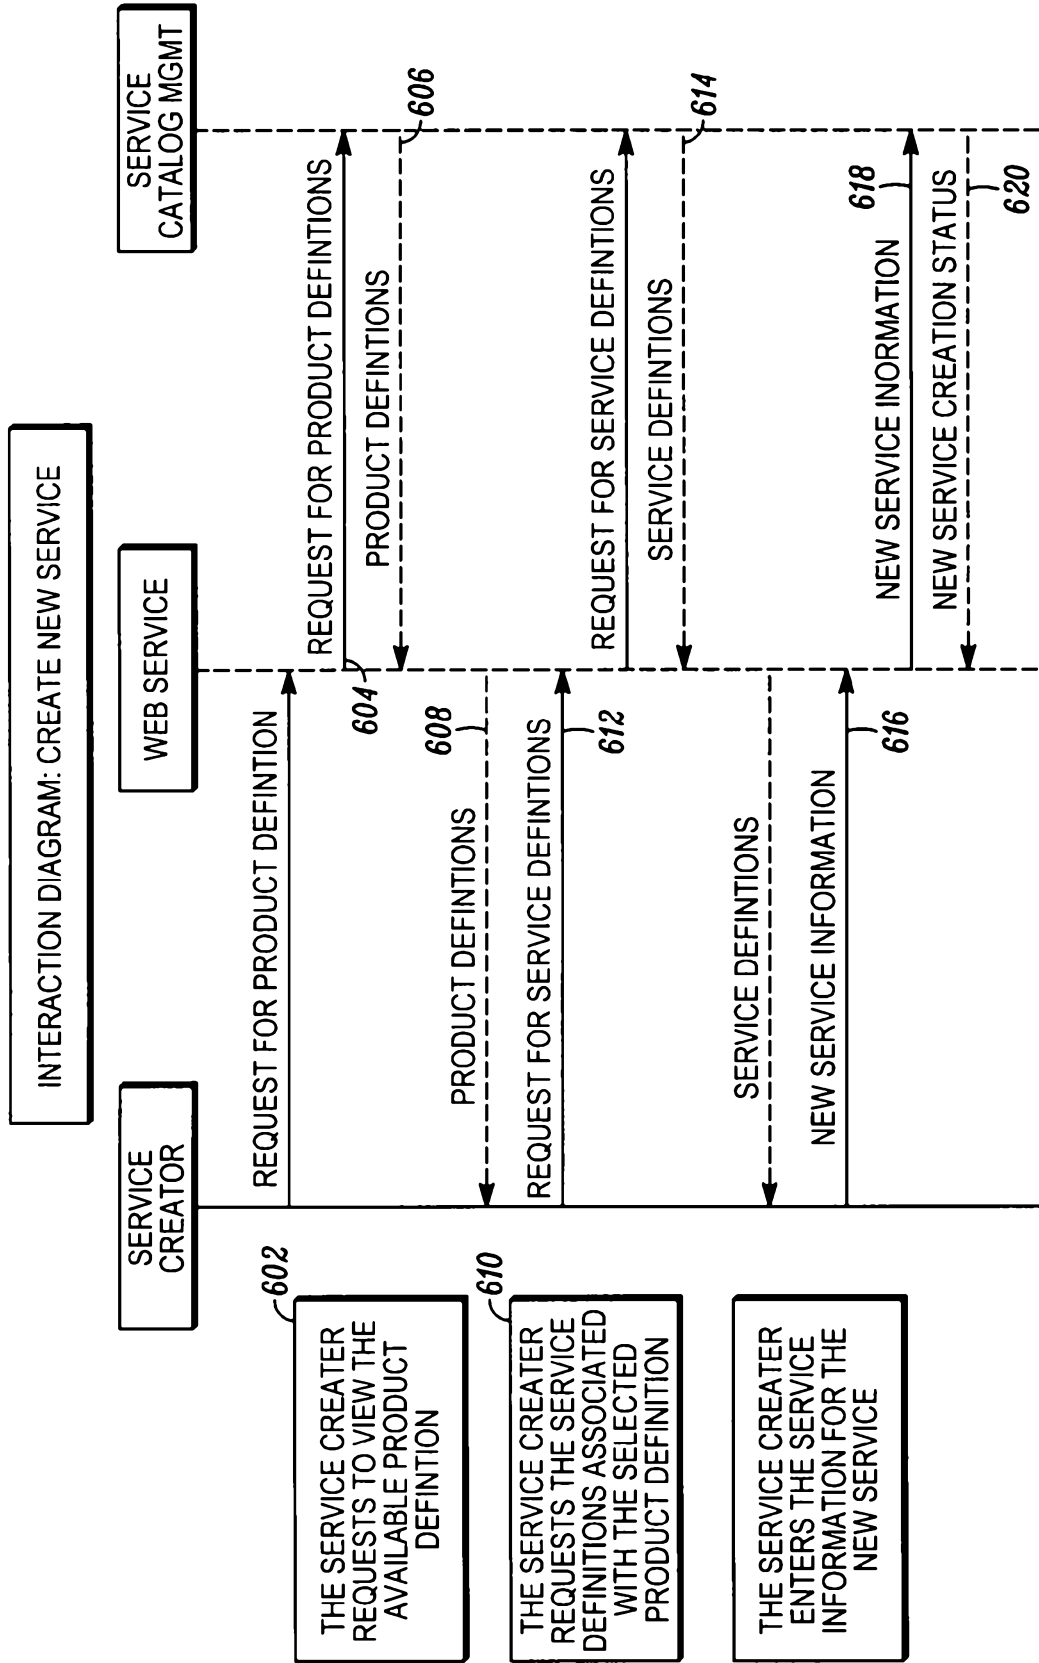 INTERACTION DIAGRAM: CREATE NEW SERVICE
SERVICE
CREATOR
WEB SERVICE
SERVICE
CATALOG MGMT
602
THE SERVICE CREATER
REQUESTS TO VIEW THE
AVAILABLE PRODUCT
DEFINITION
REQUEST FOR PRODUCT DEFINTION
REQUEST FOR PRODUCT DEFINTIONS
604
PRODUCT DEFINTIONS
606
608
PRODUCT DEFINTIONS
610
THE SERVICE CREATER
REQUESTS THE SERVICE
DEFINITIONS ASSOCIATED
WITH THE SELECTED
PRODUCT DEFINITION
REQUEST FOR SERVICE DEFINTIONS
612
REQUEST FOR SERVICE DEFINTIONS
SERVICE DEFINTIONS
614
SERVICE DEFINTIONS
THE SERVICE CREATER
ENTERS THE SERVICE
INFORMATION FOR THE
NEW SERVICE
NEW SERVICE INFORMATION
616
NEW SERVICE INORMATION
618
NEW SERVICE CREATION STATUS
620